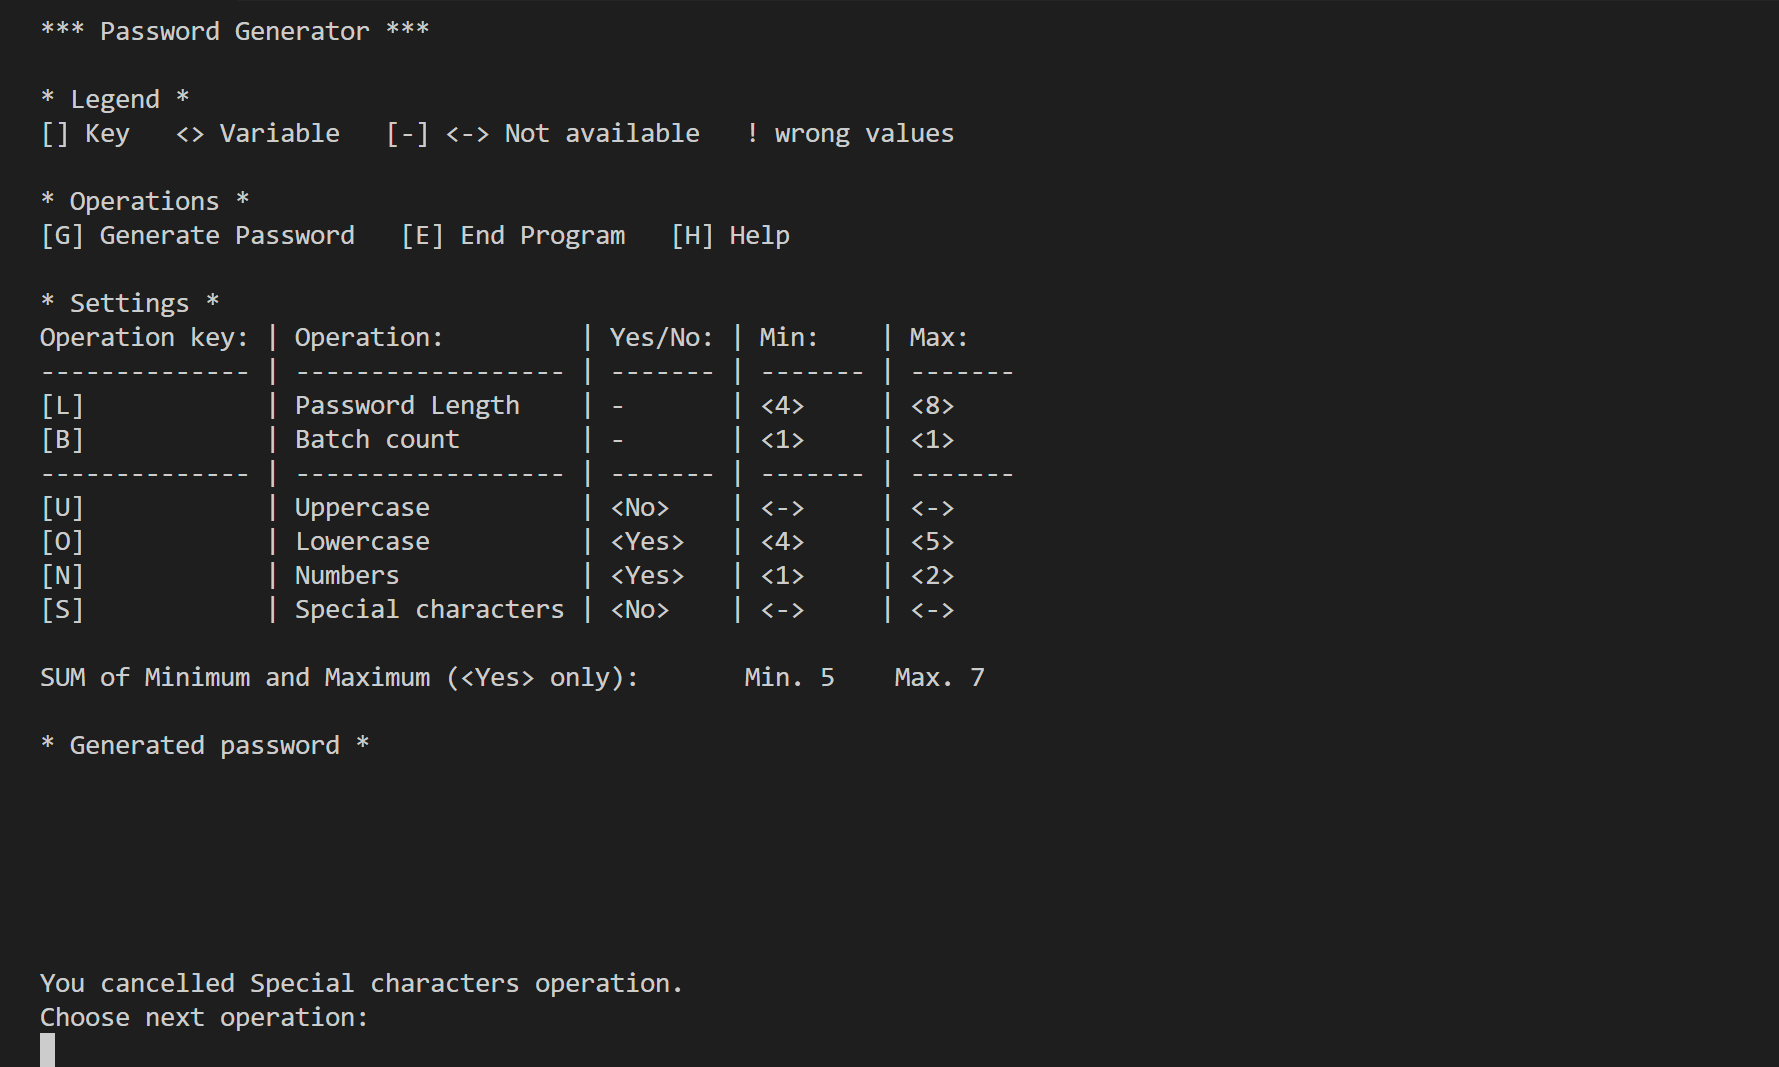 *** Password Generator ***
* Legend *
[] Key   <> Variable   [-] <-> Not available   ! wrong values
* Operations *
[G] Generate Password   [E] End Program   [H] Help
* Settings *
Operation key: | Operation:         | Yes/No: | Min:    | Max:
-------------- | ------------------ | ------- | ------- | -------
[L]            | Password Length    | -       | <4>     | <8>
[B]            | Batch count        | -       | <1>     | <1>
-------------- | ------------------ | ------- | ------- | -------
[U]            | Uppercase          | <No>    | <->     | <->
[O]            | Lowercase          | <Yes>   | <4>     | <5>
[N]            | Numbers            | <Yes>   | <1>     | <2>
[S]            | Special characters | <No>    | <->     | <->
SUM of Minimum and Maximum (<Yes> only):       Min. 5    Max. 7
* Generated password *
You cancelled Special characters operation.
Choose next operation: